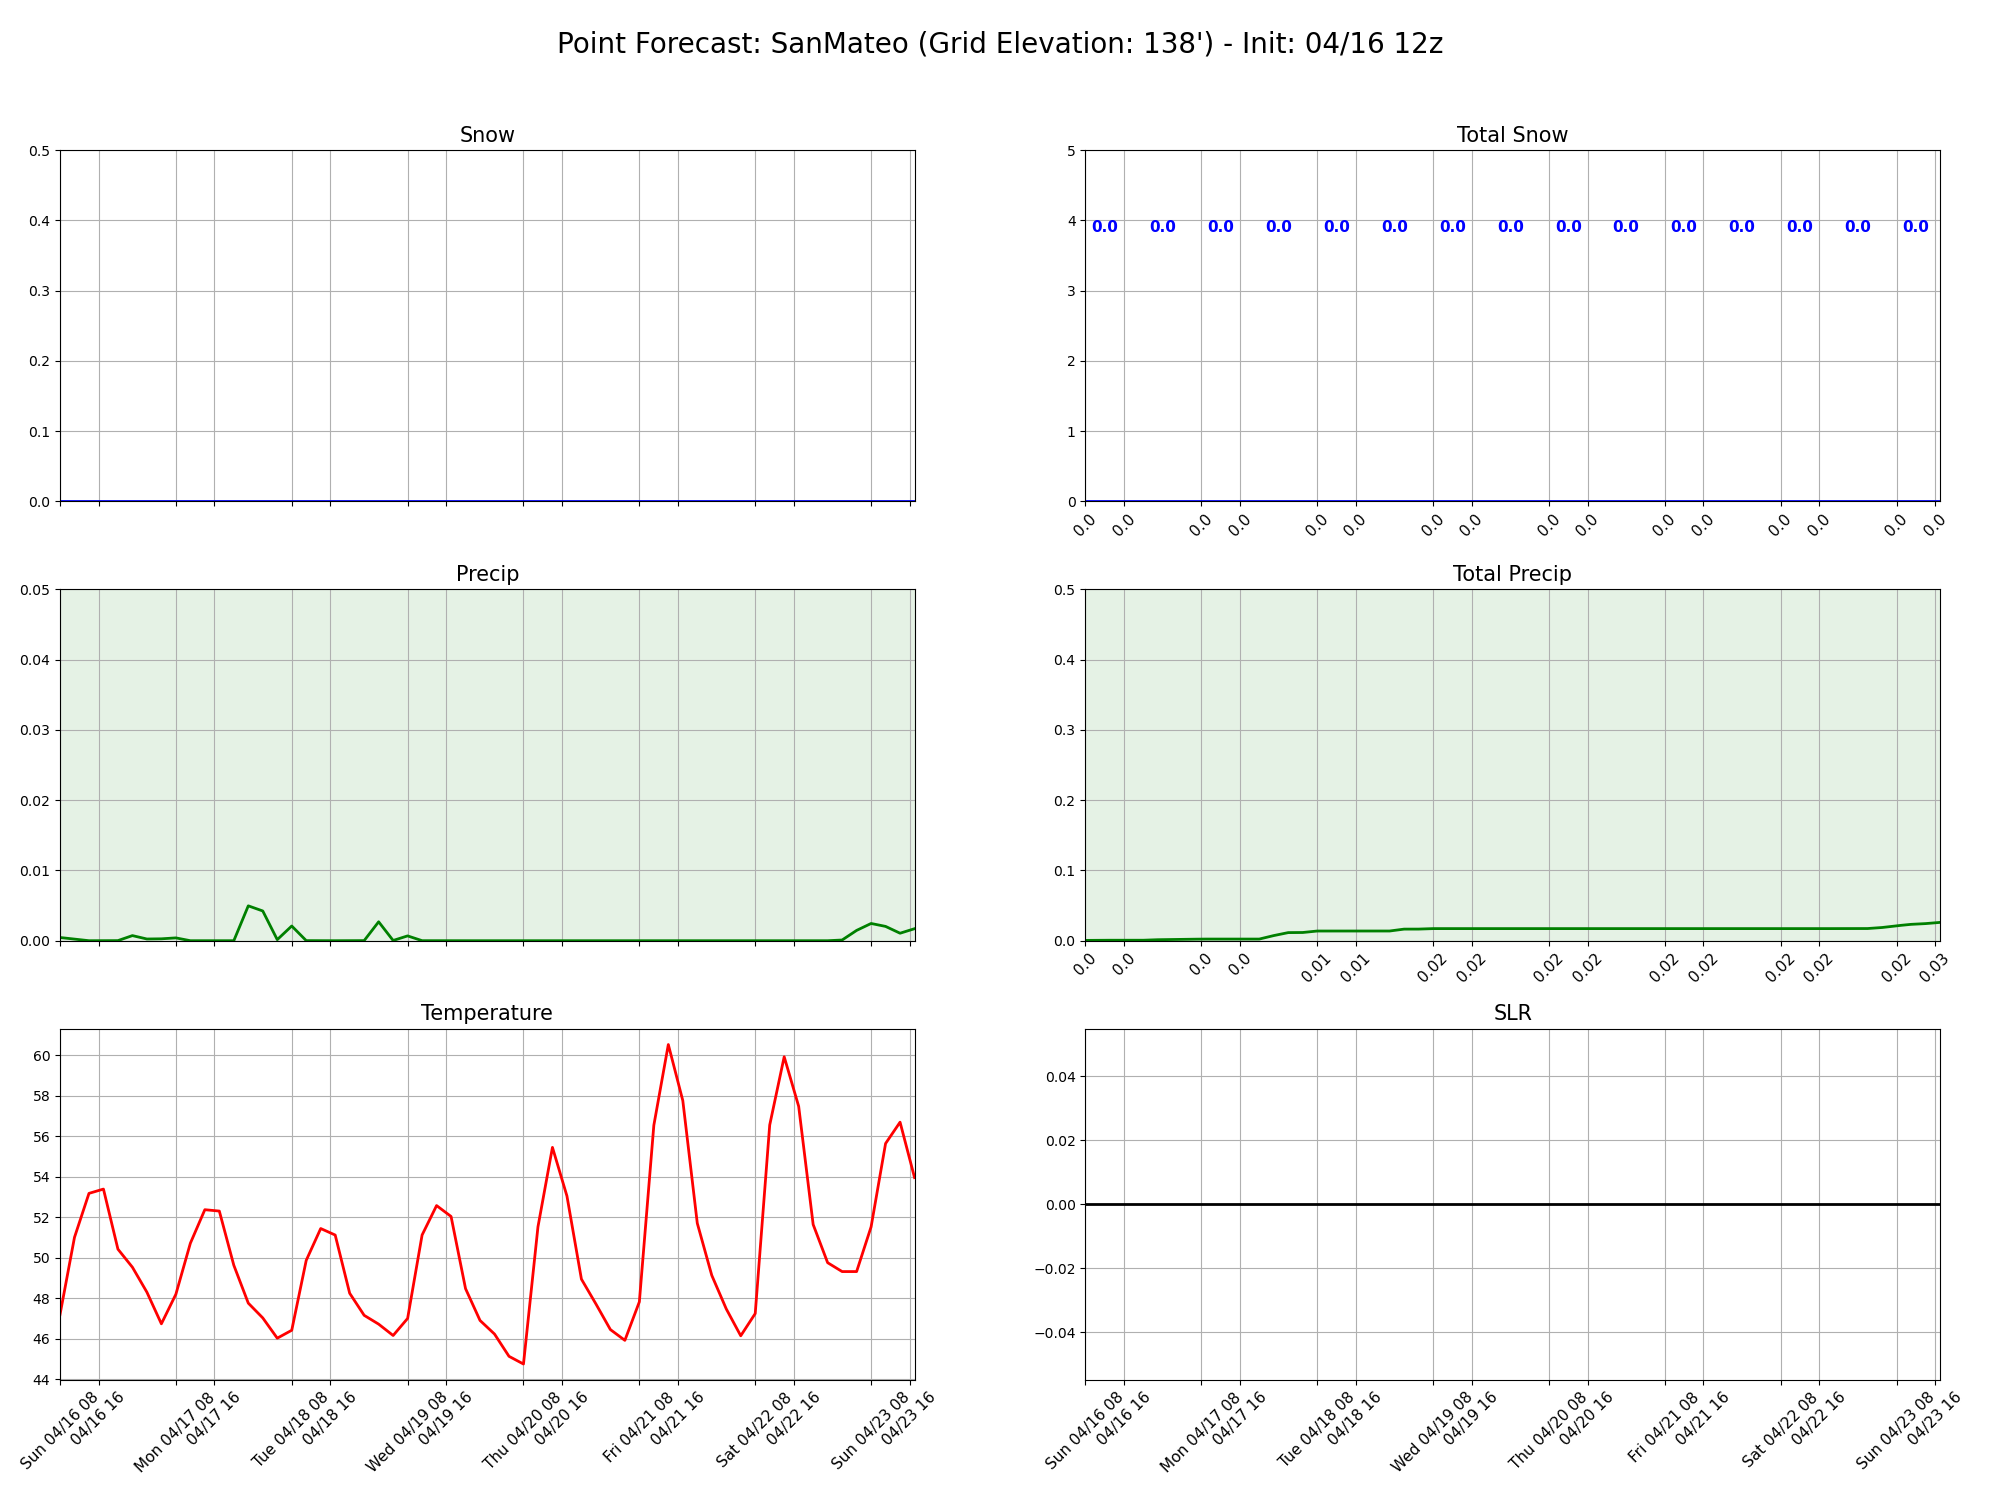 Point Forecast: SanMateo (Grid Elevation: 138') - Init: 04/16 12z
Snow
0.5
0.4
0.3
0.2
0.1
0.0
Total Snow
5
4
3
2
1
0
0.0 0.0 0.0 0.0 0.0 0.0 0.0 0.0 0.0 0.0 0.0 0.0 0.0 0.0 0.0
0.0 0.0 0.0 0.0 0.0 0.0 0.0 0.0 0.0 0.0 0.0 0.0 0.0 0.0 0.0 0.0
Precip
0.05
0.04
0.03
0.02
0.01
0.00
Total Precip
0.5
0.4
0.3
0.2
0.1
0.0
0.0 0.0 0.0 0.0 0.01 0.01 0.02 0.02 0.02 0.02 0.02 0.02 0.02 0.02 0.02 0.03
Temperature
60
58
56
54
52
50
48
46
44
Sun 04/16 08
04/16 16
Mon 04/17 08
04/17 16
Tue 04/18 08
04/18 16
Wed 04/19 08
04/19 16
Thu 04/20 08
04/20 16
Fri 04/21 08
04/21 16
Sat 04/22 08
04/22 16
Sun 04/23 08
04/23 16
SLR
0.04
0.02
0.00
−0.02
−0.04
Sun 04/16 08
04/16 16
Mon 04/17 08
04/17 16
Tue 04/18 08
04/18 16
Wed 04/19 08
04/19 16
Thu 04/20 08
04/20 16
Fri 04/21 08
04/21 16
Sat 04/22 08
04/22 16
Sun 04/23 08
04/23 16